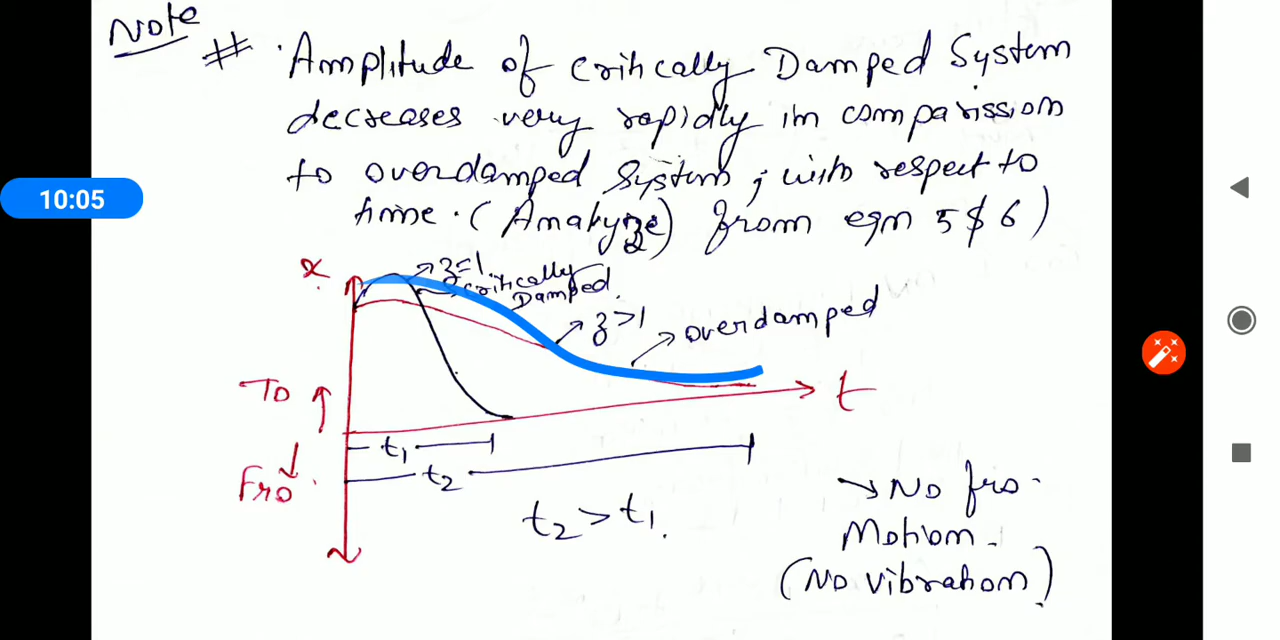 Note
# Amplitude of critically Damped System
decreases very rapidly in comparission
to overdamped System, with respect to
10:05
time. (Analyze) from eqn 5 $ 6)
x
z=1
critically
Damped.
z>1
overdamped
To
t
t1
t2
Fro
t2 > t1.
→ No fro.
Motion.
(No vibration)